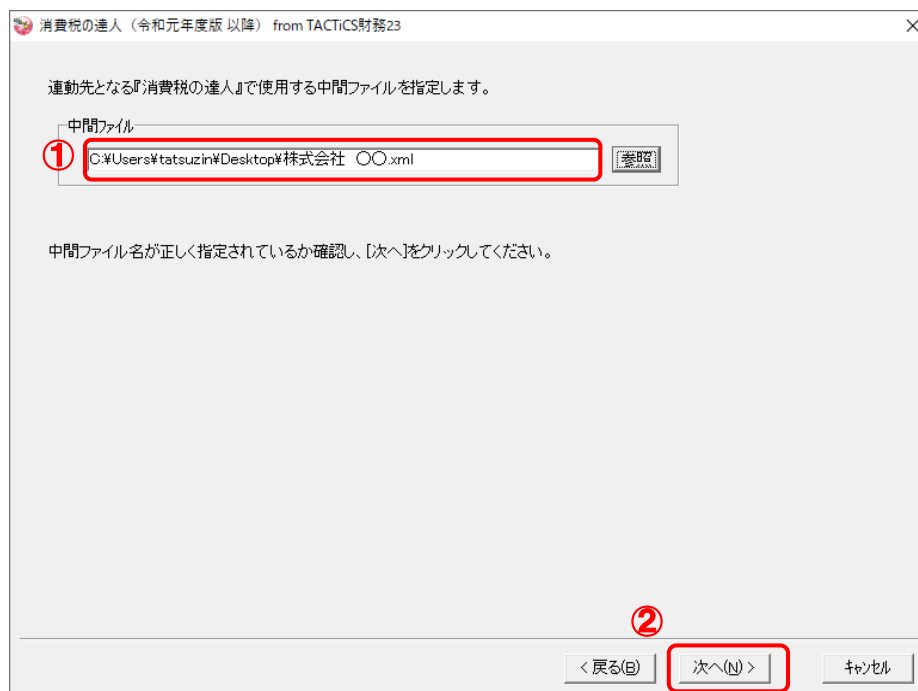 消費税の達人（令和元年度版 以降） from TACTiCS財務23
連動先となる『消費税の達人』で使用する中間ファイルを指定します。
中間ファイル
①
C:¥Users¥tatsuzin¥Desktop¥株式会社　〇〇.xml
参照
中間ファイル名が正しく指定されているか確認し、[次へ]をクリックしてください。
②
< 戻る(B)
次へ(N) >
キャンセル